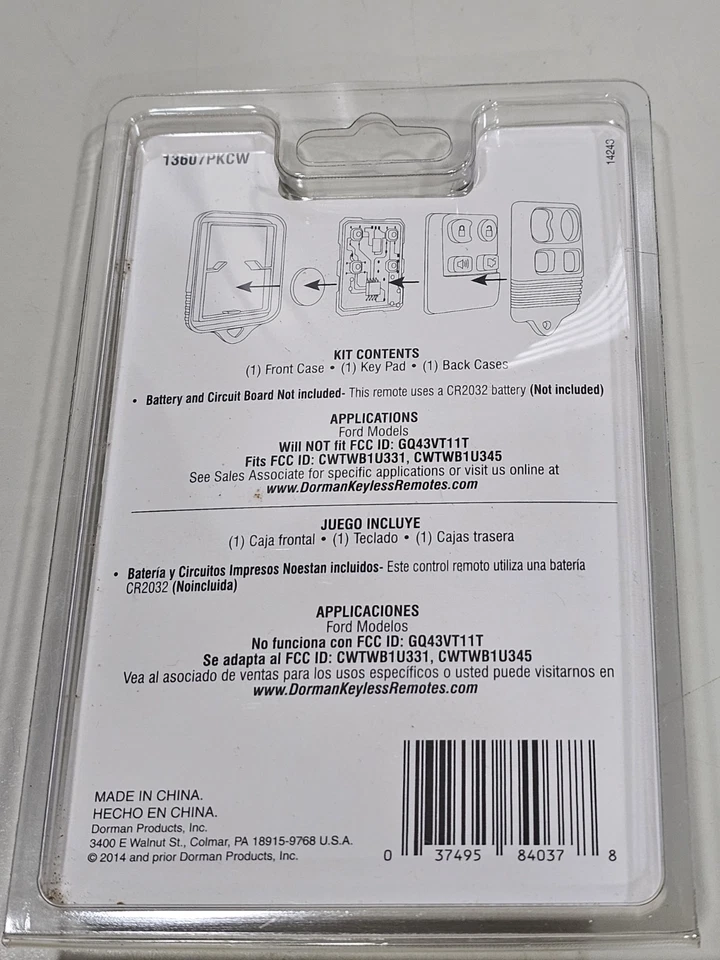 13607PKCW
14243
KIT CONTENTS
(1) Front Case • (1) Key Pad • (1) Back Cases
• Battery and Circuit Board Not included- This remote uses a CR2032 battery (Not included)
APPLICATIONS
Ford Models
Will NOT fit FCC ID: GQ43VT11T
Fits FCC ID: CWTWB1U331, CWTWB1U345
See Sales Associate for specific applications or visit us online at
www.DormanKeylessRemotes.com
JUEGO INCLUYE
(1) Caja frontal • (1) Teclado • (1) Cajas trasera
• Batería y Circuitos Impresos Noestan incluidos- Este control remoto utiliza una batería
CR2032 (Noincluida)
APPLICACIONES
Ford Modelos
No funciona con FCC ID: GQ43VT11T
Se adapta al FCC ID: CWTWB1U331, CWTWB1U345
Vea al asociado de ventas para los usos específicos o usted puede visitarnos en
www.DormanKeylessRemotes.com
MADE IN CHINA.
HECHO EN CHINA.
Dorman Products, Inc.
3400 E Walnut St., Colmar, PA 18915-9768 U.S.A.
© 2014 and prior Dorman Products, Inc.
0 37495 84037 8